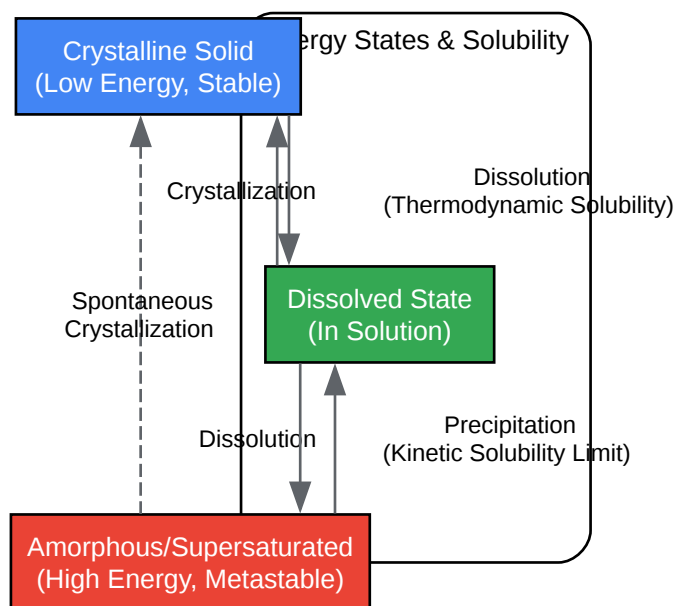 Crystalline Solid
(Low Energy, Stable)
ergy States & Solubility
Crystallization
Dissolution
(Thermodynamic Solubility)
Spontaneous
Crystallization
Dissolved State
(In Solution)
Dissolution
Precipitation
(Kinetic Solubility Limit)
Amorphous/Supersaturated
(High Energy, Metastable)